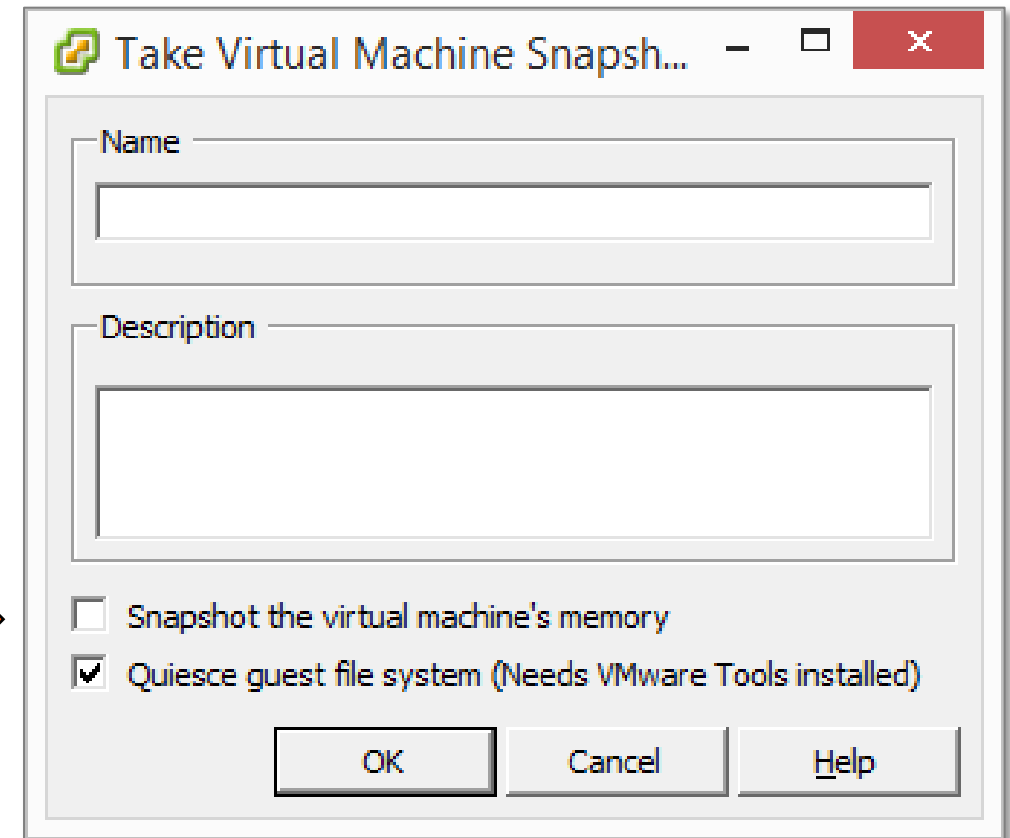 Take Virtual Machine Snapsh...
Name
Description
Snapshot the virtual machine's memory
Quiesce guest file system (Needs VMware Tools installed)
OK Cancel Help